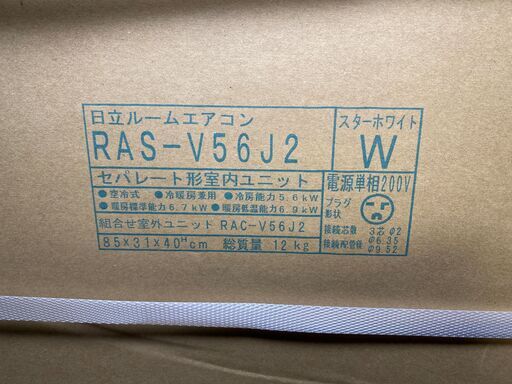 日立ルームエアコン
RAS-V56J2
セパレート形室内ユニット
●空冷式 ●冷暖房兼用 ●冷房能力5.6kW
●暖房標準能力6.7kW ●暖房低温能力6.9kW
組合せ室外ユニット RAC-V56J2
85×31×40ᴴcm 総質量 12kg
スターホワイト
W
電源単相200V
プラグ
形状
接続芯数 3芯 φ2
接続配管径 φ6.35
φ9.52